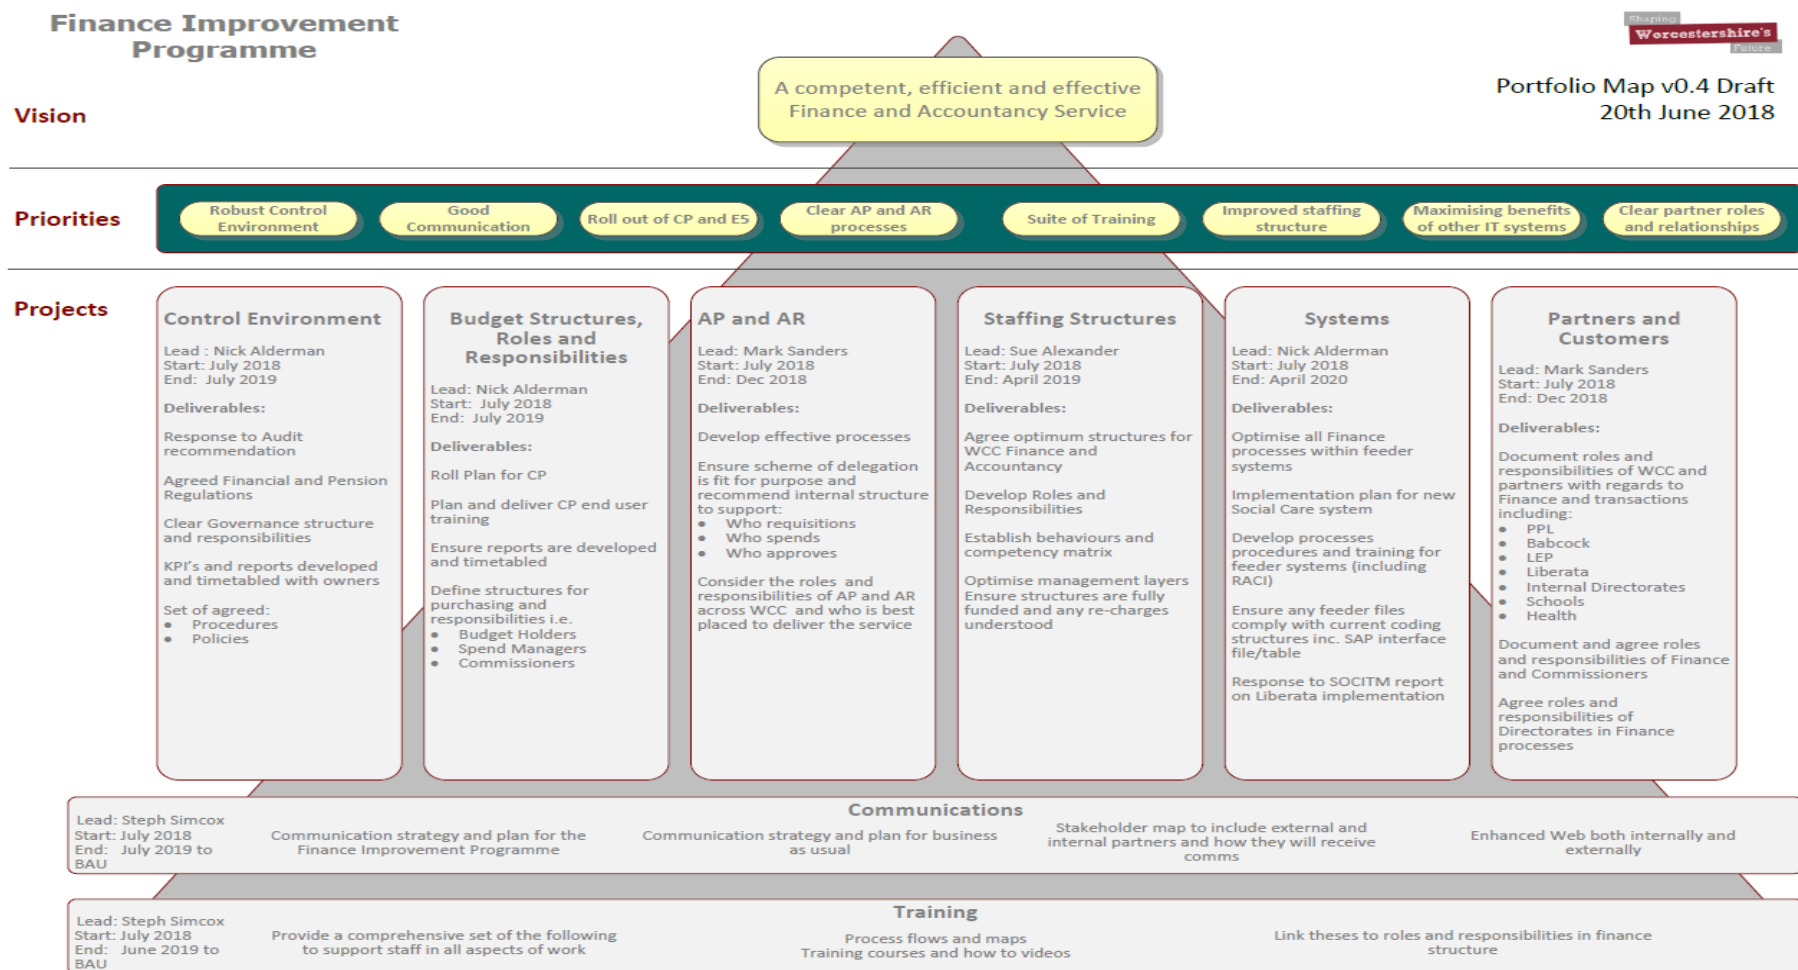 Finance Improvement
Programme
Shaping
Worcestershire's
Future
Portfolio Map v0.4 Draft
20th June 2018
Vision
A competent, efficient and effective
Finance and Accountancy Service
Priorities
Robust Control
Environment
Good
Communication
Roll out of CP and E5
Clear AP and AR
processes
Suite of Training
Improved staffing
structure
Maximising benefits
of other IT systems
Clear partner roles
and relationships
Projects
Control Environment
Lead : Nick Alderman
Start: July 2018
End:  July 2019
Deliverables:
Response to Audit
recommendation
Agreed Financial and Pension
Regulations
Clear Governance structure
and responsibilities
KPI's and reports developed
and timetabled with owners
Set of agreed:
• Procedures
• Policies
Budget Structures,
Roles and
Responsibilities
Lead: Nick Alderman
Start:  July 2018
End:  July 2019
Deliverables:
Roll Plan for CP
Plan and deliver CP end user
training
Ensure reports are developed
and timetabled
Define structures for
purchasing and
responsibilities i.e.
• Budget Holders
• Spend Managers
• Commissioners
AP and AR
Lead: Mark Sanders
Start: July 2018
End: Dec 2018
Deliverables:
Develop effective processes
Ensure scheme of delegation
is fit for purpose and
recommend internal structure
to support:
• Who requisitions
• Who spends
• Who approves
Consider the roles  and
responsibilities of AP and AR
across WCC  and who is best
placed to deliver the service
Staffing Structures
Lead: Sue Alexander
Start: July 2018
End: April 2019
Deliverables:
Agree optimum structures for
WCC Finance and
Accountancy
Develop Roles and
Responsibilities
Establish behaviours and
competency matrix
Optimise management layers
Ensure structures are fully
funded and any re-charges
understood
Systems
Lead: Nick Alderman
Start: July 2018
End: April 2020
Deliverables:
Optimise all Finance
processes within feeder
systems
Implementation plan for new
Social Care system
Develop processes
procedures and training for
feeder systems (including
RACI)
Ensure any feeder files
comply with current coding
structures inc. SAP interface
file/table
Response to SOCITM report
on Liberata implementation
Partners and
Customers
Lead: Mark Sanders
Start: July 2018
End: Dec 2018
Deliverables:
Document roles and
responsibilities of WCC and
partners with regards to
Finance and transactions
including:
• PPL
• Babcock
• LEP
• Liberata
• Internal Directorates
• Schools
• Health
Document and agree roles
and responsibilities of Finance
and Commissioners
Agree roles and
responsibilities of
Directorates in Finance
processes
Communications
Lead: Steph Simcox
Start: July 2018
End:  July 2019 to
BAU
Communication strategy and plan for the
Finance Improvement Programme
Communication strategy and plan for business
as usual
Stakeholder map to include external and
internal partners and how they will receive
comms
Enhanced Web both internally and
externally
Training
Lead: Steph Simcox
Start: July 2018
End:  June 2019 to
BAU
Provide a comprehensive set of the following
to support staff in all aspects of work
Process flows and maps
Training courses and how to videos
Link theses to roles and responsibilities in finance
structure